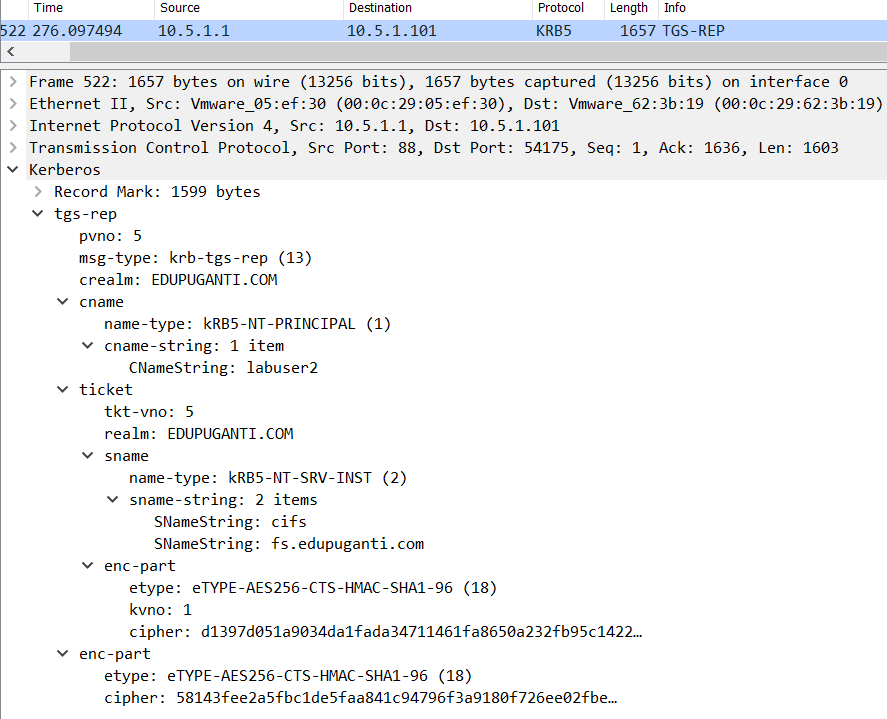 Time Source Destination Protocol Length Info
522 276.097494 10.5.1.1 10.5.1.101 KRB5 1657 TGS-REP
Frame 522: 1657 bytes on wire (13256 bits), 1657 bytes captured (13256 bits) on interface 0
Ethernet II, Src: Vmware_05:ef:30 (00:0c:29:05:ef:30), Dst: Vmware_62:3b:19 (00:0c:29:62:3b:19)
Internet Protocol Version 4, Src: 10.5.1.1, Dst: 10.5.1.101
Transmission Control Protocol, Src Port: 88, Dst Port: 54175, Seq: 1, Ack: 1636, Len: 1603
Kerberos
Record Mark: 1599 bytes
tgs-rep
pvno: 5
msg-type: krb-tgs-rep (13)
crealm: EDUPUGANTI.COM
cname
name-type: kRB5-NT-PRINCIPAL (1)
cname-string: 1 item
CNameString: labuser2
ticket
tkt-vno: 5
realm: EDUPUGANTI.COM
sname
name-type: kRB5-NT-SRV-INST (2)
sname-string: 2 items
SNameString: cifs
SNameString: fs.edupuganti.com
enc-part
etype: eTYPE-AES256-CTS-HMAC-SHA1-96 (18)
kvno: 1
cipher: d1397d051a9034da1fada34711461fa8650a232fb95c1422…
enc-part
etype: eTYPE-AES256-CTS-HMAC-SHA1-96 (18)
cipher: 58143fee2a5fbc1de5faa841c94796f3a9180f726ee02fbe…